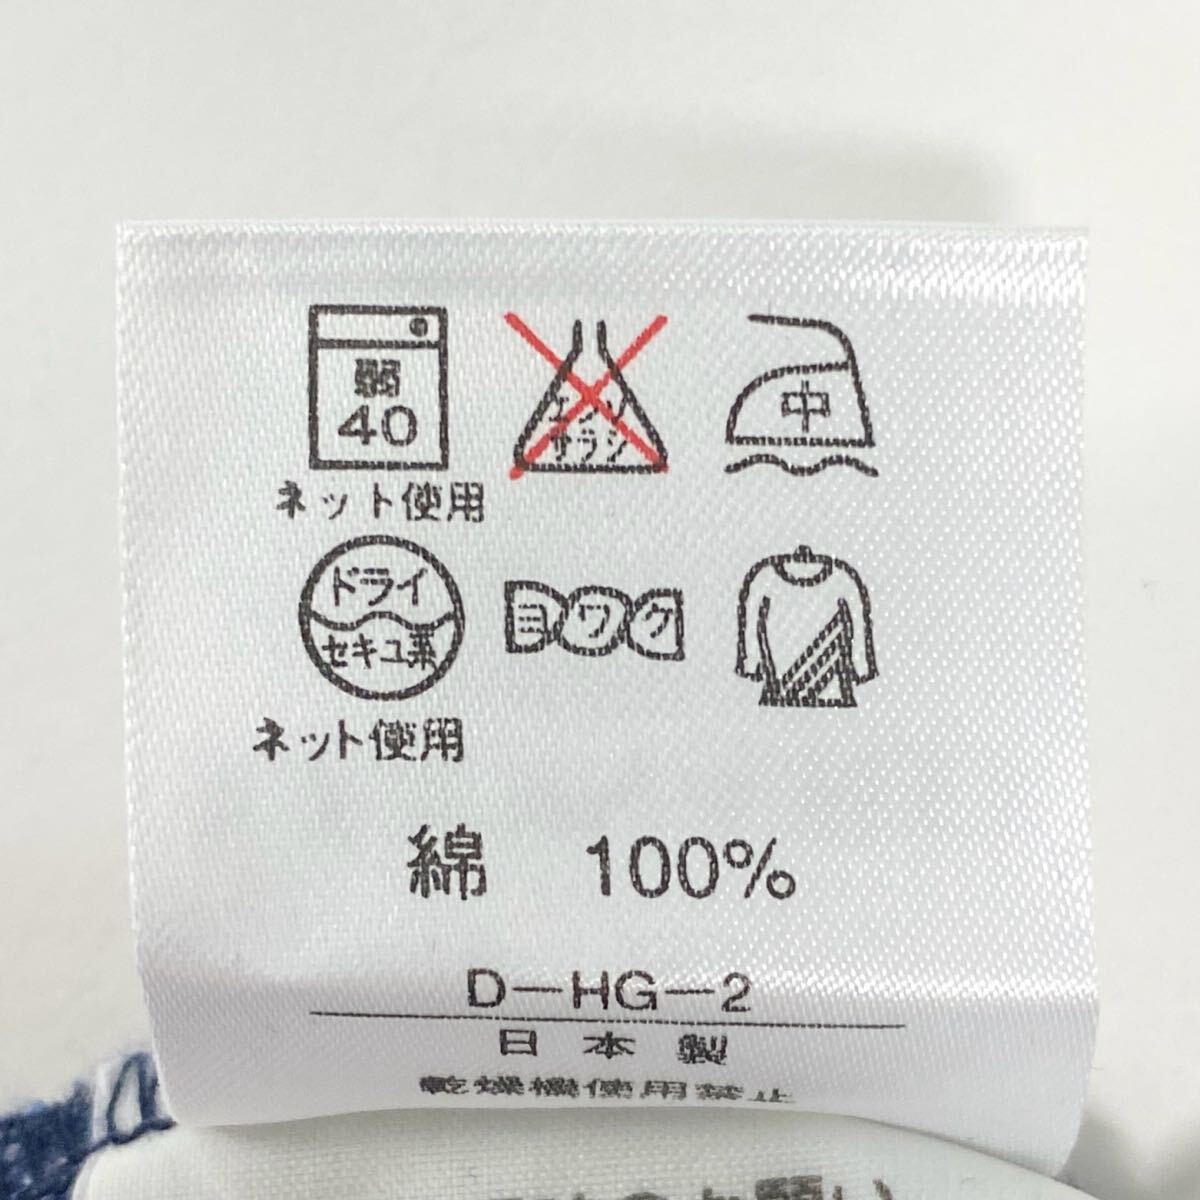 弱
40
エンソ
サラシ
中
ネット使用
ドライ
セキユ系
ヨワク
ネット使用
綿 100%
D-HG-2
日本製
乾燥機使用禁止